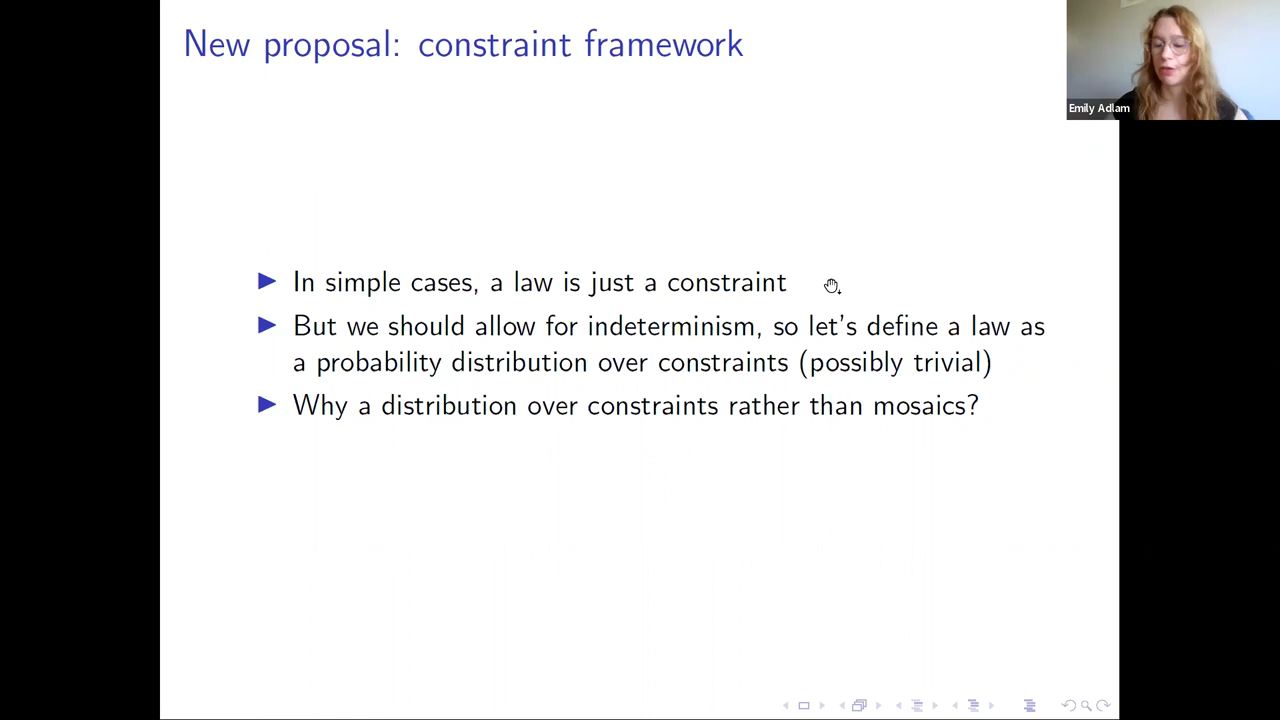 New proposal: constraint framework
Emily Adlam
▶ In simple cases, a law is just a constraint
▶ But we should allow for indeterminism, so let's define a law as
a probability distribution over constraints (possibly trivial)
▶ Why a distribution over constraints rather than mosaics?